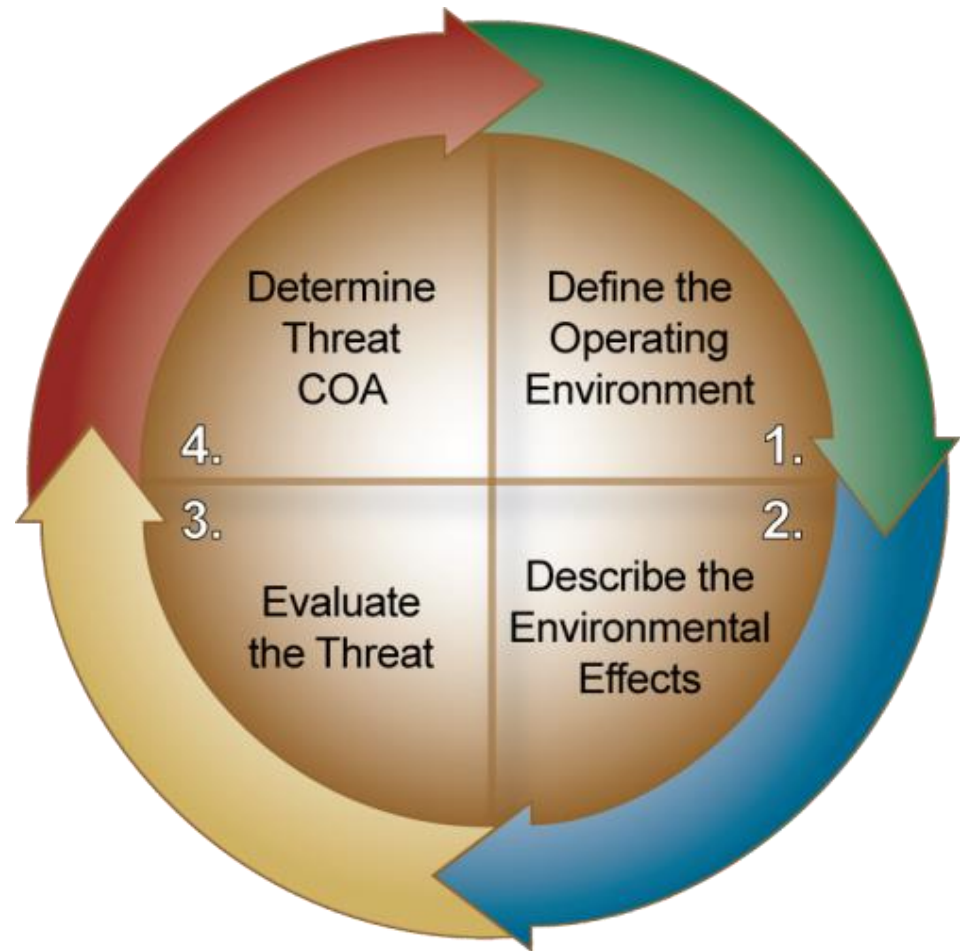 Define the
Operating
Environment
1.
2.
Describe the
Environmental
Effects
3.
Evaluate
the Threat
Determine
Threat
COA
4.